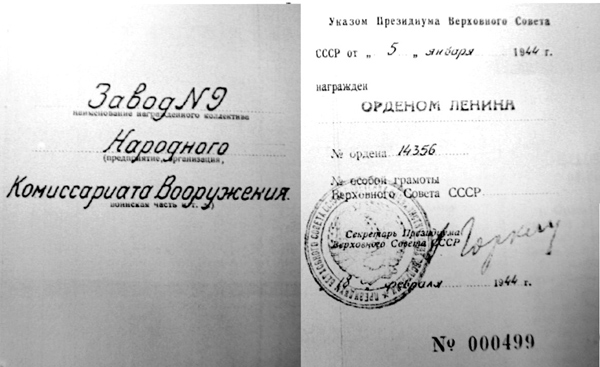 Завод N9
наименование награжденного коллектива
Народного
(предприятие, организация,
Комиссариата Вооружения.
воинская часть и т. д.)
Указом Президиума Верховного Совета
СССР от „ 5 „ января 1944 г.
награжден
ОРДЕНОМ ЛЕНИНА
№ ордена 14356
№ особой грамоты
Верховного Совета СССР
Секретарь Президиума
Верховного Совета СССР
Горкин
18 февраля 1944 г.
№ 000499